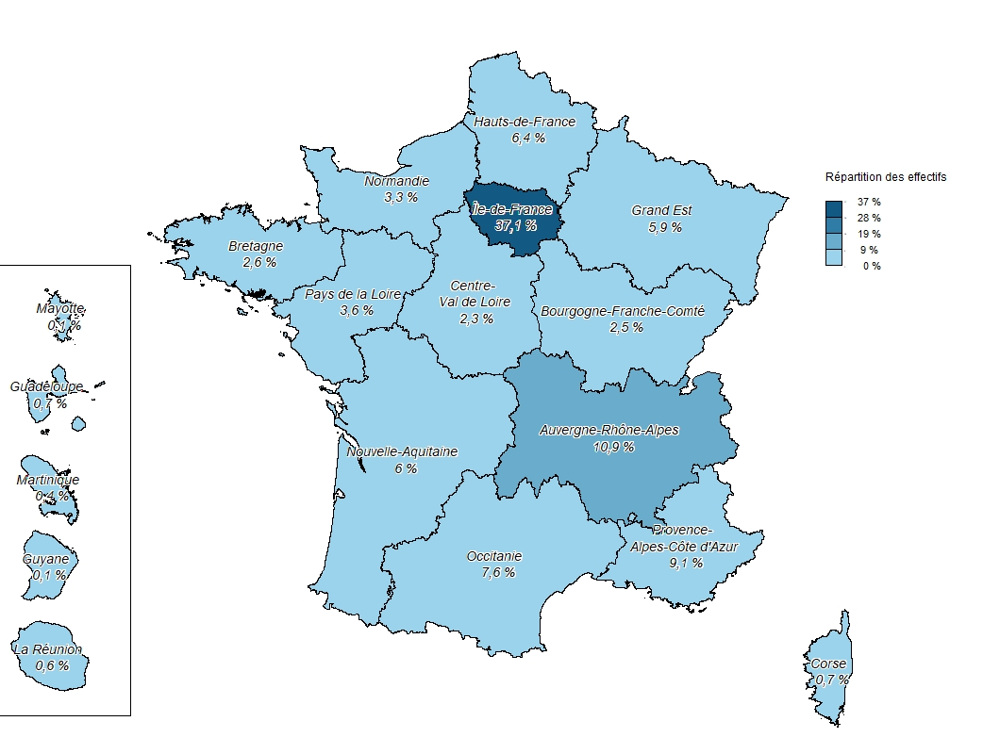 Hauts-de-France
6,4 %
Normandie
3,3 %
Île-de-France
37,1 %
Grand Est
5,9 %
Bretagne
2,6 %
Pays de la Loire
3,6 %
Centre-
Val de Loire
2,3 %
Bourgogne-Franche-Comté
2,5 %
Auvergne-Rhône-Alpes
10,9 %
Nouvelle-Aquitaine
6 %
Occitanie
7,6 %
Provence-
Alpes-Côte d'Azur
9,1 %
Corse
0,7 %
Mayotte
0,1 %
Guadeloupe
0,7 %
Martinique
0,4 %
Guyane
0,1 %
La Réunion
0,6 %
Répartition des effectifs
37 %
28 %
19 %
9 %
0 %